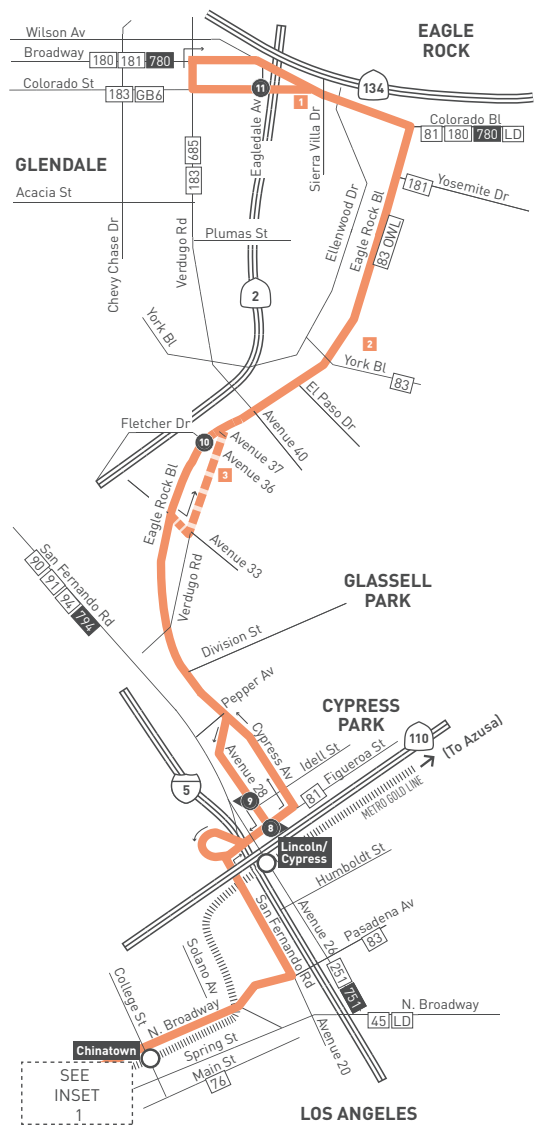 Wilson Av
EAGLE
ROCK
Broadway
180 181 780
Colorado St
183 GB6
11
Eagledale Av
1
134
Sierra Villa Dr
Colorado Bl
81 180 780 LD
GLENDALE
183 685
181
Yosemite Dr
Acacia St
Chevy Chase Dr
Verdugo Rd
Plumas St
Ellenwood Dr
Eagle Rock Bl
83 OWL
2
York Bl
2
York Bl
83
El Paso Dr
Fletcher Dr
10
Avenue 40
Avenue 37
Avenue 36
3
Eagle Rock Bl
Avenue 33
Verdugo Rd
San Fernando Rd
90 91 94 794
GLASSELL
PARK
Division St
Pepper Av
CYPRESS
PARK
Cypress Av
Avenue 28
Idell St
Figueroa St
81
110
(To Azusa)
METRO GOLD LINE
5
9
8
Lincoln/
Cypress
Humboldt St
San Fernando Rd
Avenue 26
251 751
Pasadena Av
83
Solano Av
College St
N. Broadway
N. Broadway
45 LD
Avenue 20
Chinatown
Spring St
Main St
76
SEE
INSET
1
LOS ANGELES